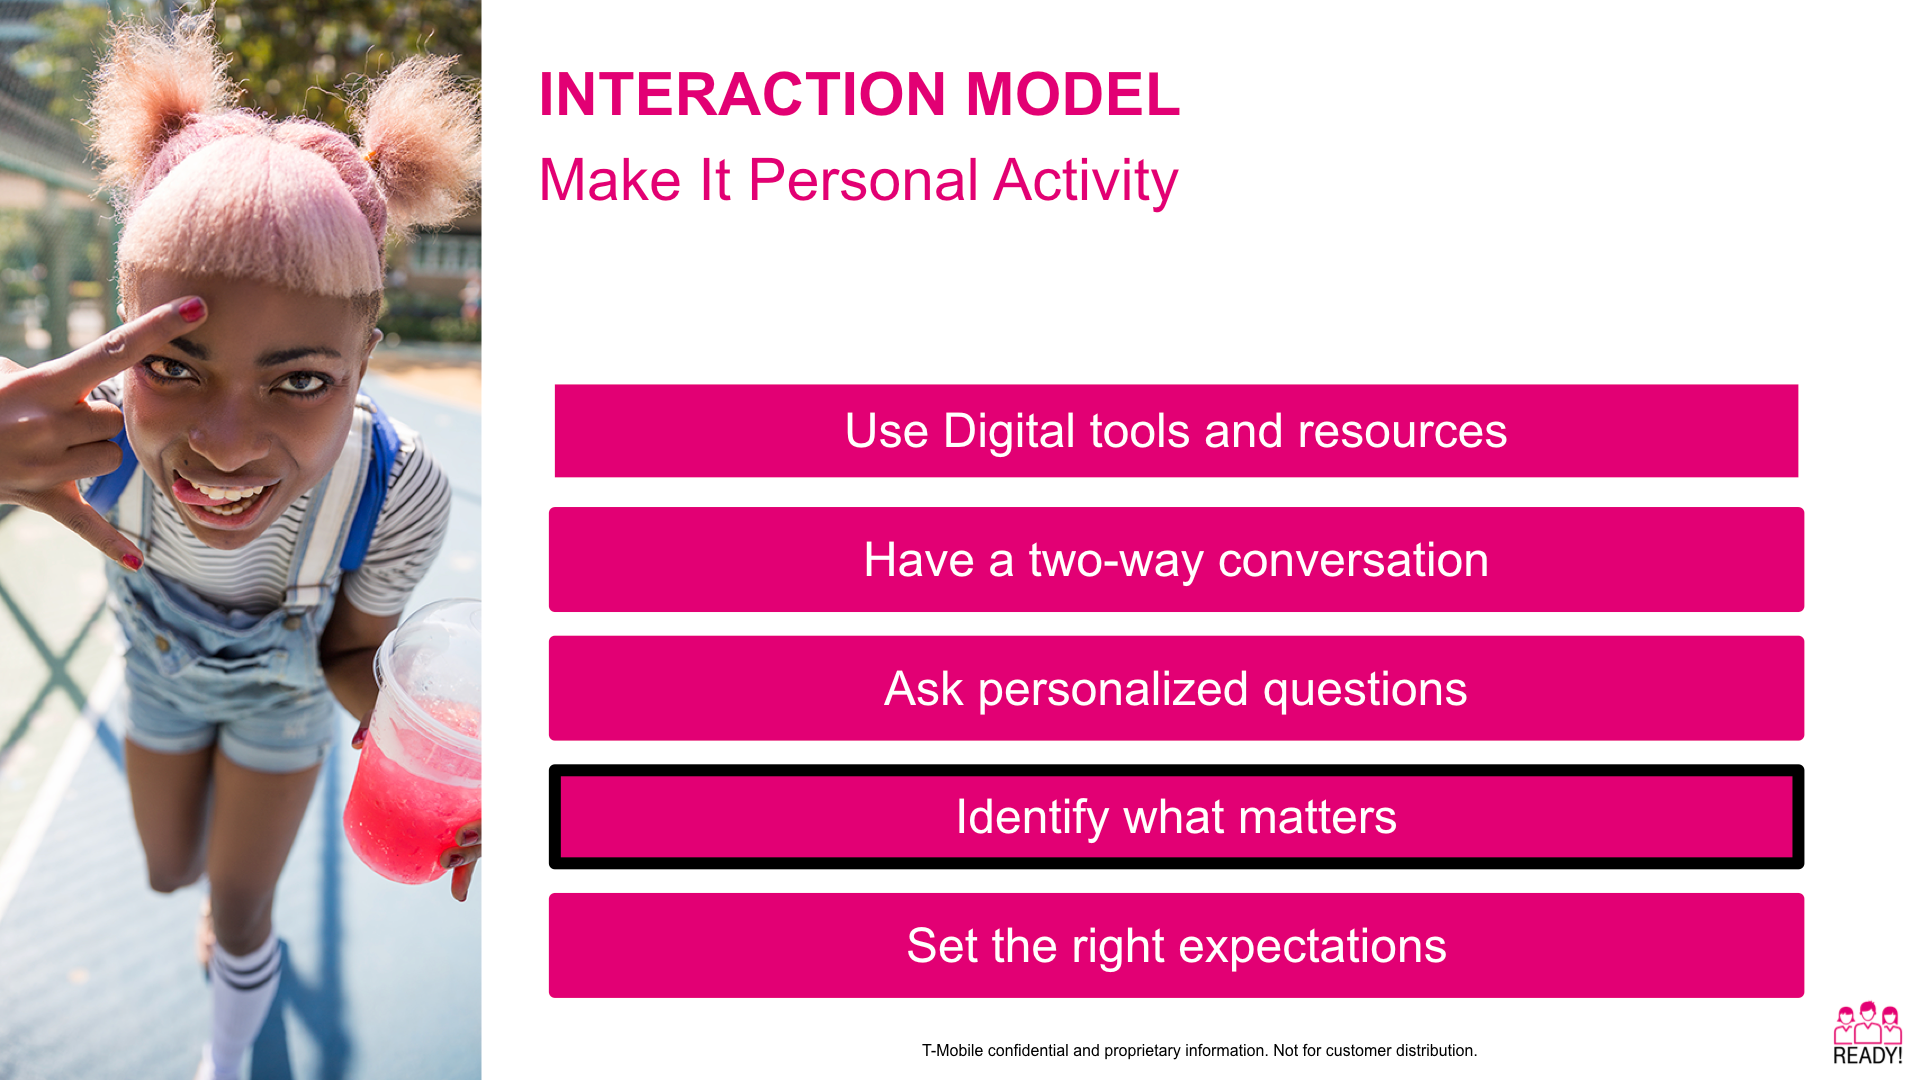 INTERACTION MODEL
Make It Personal Activity
Use Digital tools and resources
Have a two-way conversation
Ask personalized questions
Identify what matters
Set the right expectations
T-Mobile confidential and proprietary information. Not for customer distribution.
READY!